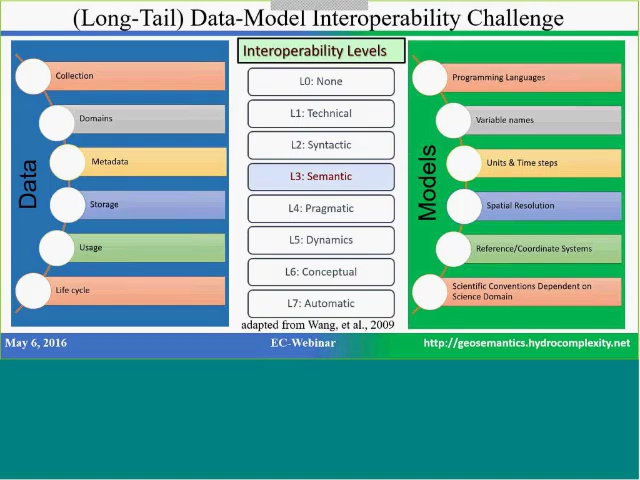 (Long-Tail) Data-Model Interoperability Challenge
Data
Collection
Domains
Metadata
Storage
Usage
Life cycle
Interoperability Levels
L0: None
L1: Technical
L2: Syntactic
L3: Semantic
L4: Pragmatic
L5: Dynamics
L6: Conceptual
L7: Automatic
adapted from Wang, et al., 2009
Models
Programming Languages
Variable names
Units & Time steps
Spatial Resolution
Reference/Coordinate Systems
Scientific Conventions Dependent on
Science Domain
May 6, 2016
EC-Webinar
http://geosemantics.hydrocomplexity.net